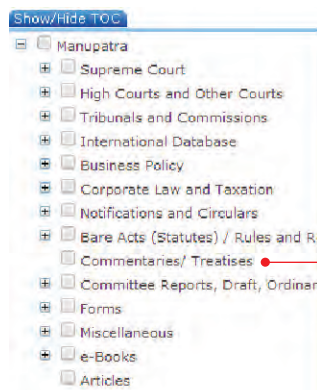 Show/Hide TOC
Manupatra
Supreme Court
High Courts and Other Courts
Tribunals and Commissions
International Database
Business Policy
Corporate Law and Taxation
Notifications and Circulars
Bare Acts (Statutes) / Rules and R
Commentaries/ Treatises
Committee Reports, Draft, Ordinar
Forms
Miscellaneous
e-Books
Articles